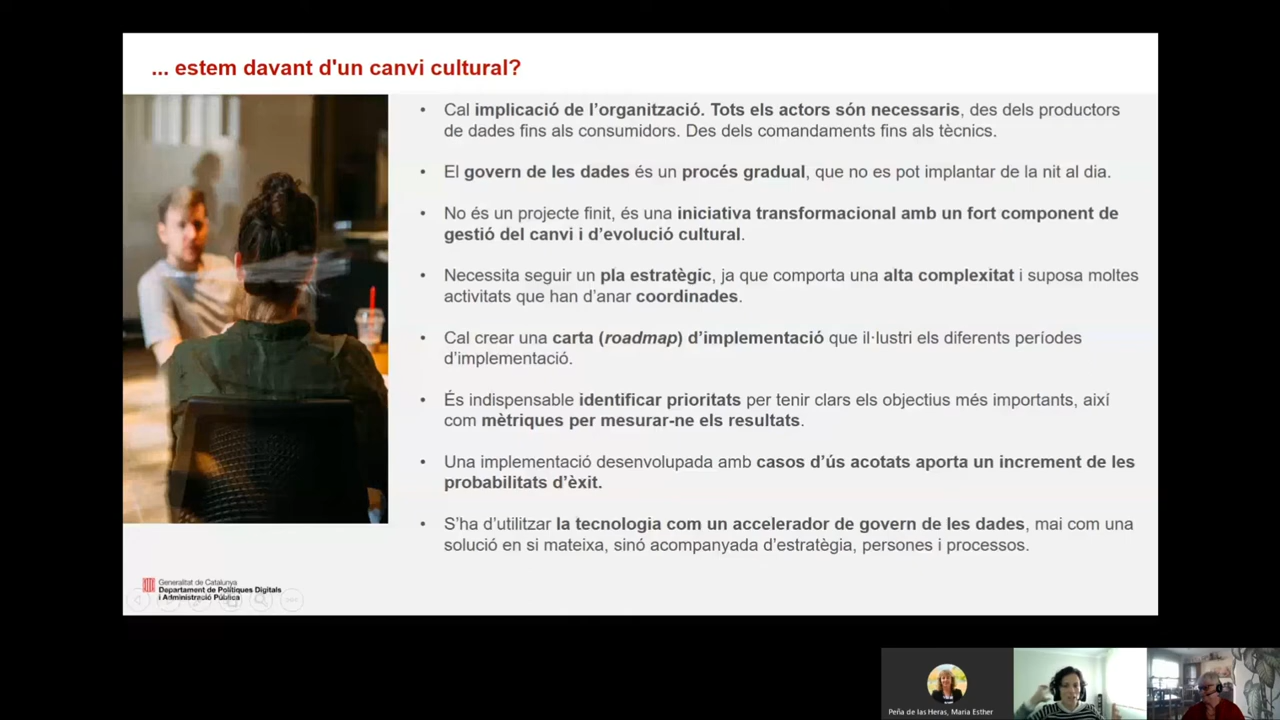 ... estem davant d'un canvi cultural?
• Cal implicació de l’organització. Tots els actors són necessaris, des dels productors
de dades fins als consumidors. Des dels comandaments fins als tècnics.
• El govern de les dades és un procés gradual, que no es pot implantar de la nit al dia.
• No és un projecte finit, és una iniciativa transformacional amb un fort component de
gestió del canvi i d’evolució cultural.
• Necessita seguir un pla estratègic, ja que comporta una alta complexitat i suposa moltes
activitats que han d’anar coordinades.
• Cal crear una carta (roadmap) d’implementació que il·lustri els diferents períodes
d’implementació.
• És indispensable identificar prioritats per tenir clars els objectius més importants, així
com mètriques per mesurar-ne els resultats.
• Una implementació desenvolupada amb casos d’ús acotats aporta un increment de les
probabilitats d’èxit.
• S’ha d’utilitzar la tecnologia com un accelerador de govern de les dades, mai com una
solució en si mateixa, sinó acompanyada d’estratègia, persones i processos.
Generalitat de Catalunya
Departament de Polítiques Digitals
i Administració Pública
Peña de las Heras, Maria Esther